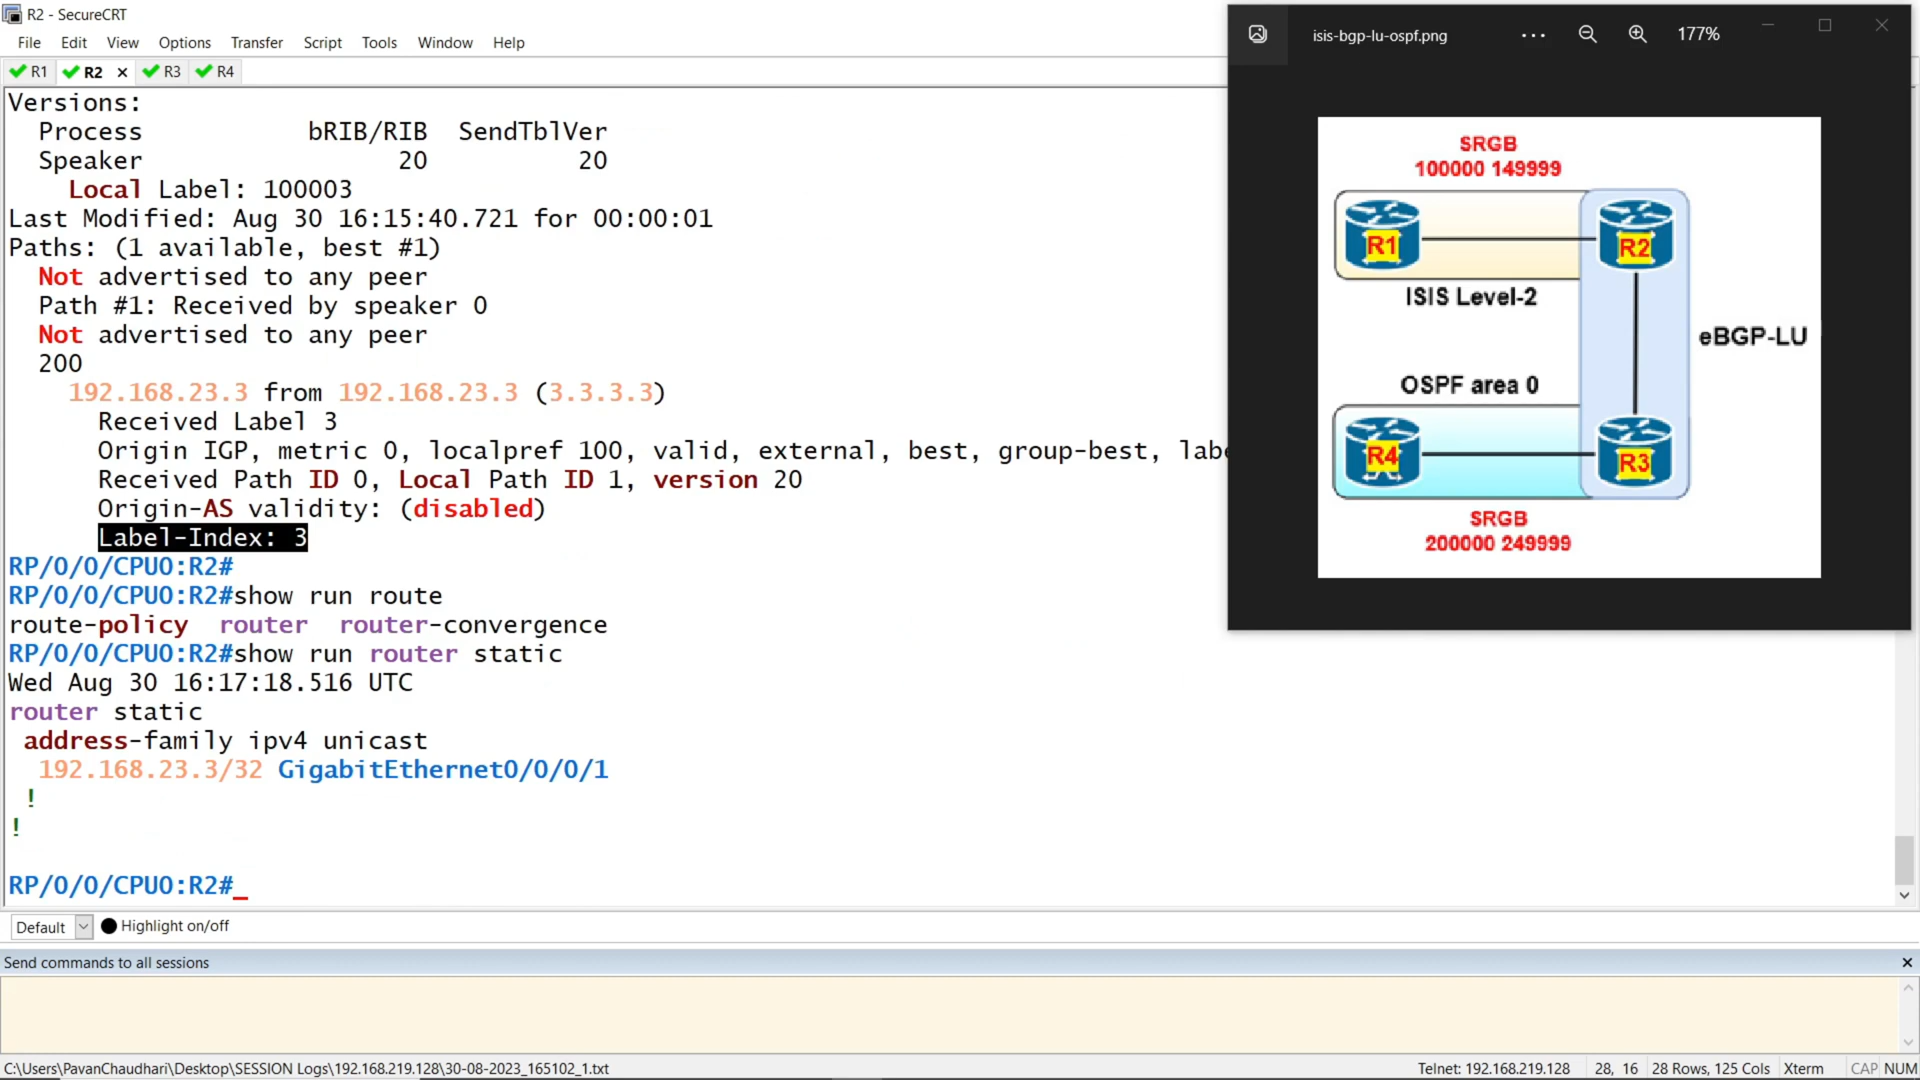 R2 - SecureCRT
File Edit View Options Transfer Script Tools Window Help
R1 R2 × R3 R4
Versions:
Process bRIB/RIB SendTblVer
Speaker 20 20
Local Label: 100003
Last Modified: Aug 30 16:15:40.721 for 00:00:01
Paths: (1 available, best #1)
Not advertised to any peer
Path #1: Received by speaker 0
Not advertised to any peer
200
192.168.23.3 from 192.168.23.3 (3.3.3.3)
Received Label 3
Origin IGP, metric 0, localpref 100, valid, external, best, group-best, labe
Received Path ID 0, Local Path ID 1, version 20
Origin-AS validity: (disabled)
Label-Index: 3
RP/0/0/CPU0:R2#
RP/0/0/CPU0:R2#show run route
route-policy router router-convergence
RP/0/0/CPU0:R2#show run router static
Wed Aug 30 16:17:18.516 UTC
router static
address-family ipv4 unicast
192.168.23.3/32 GigabitEthernet0/0/0/1
!
!
RP/0/0/CPU0:R2#_
isis-bgp-lu-ospf.png ... 177%
SRGB
100000 149999
R1 R2
ISIS Level-2
eBGP-LU
OSPF area 0
R4 R3
SRGB
200000 249999
Default Highlight on/off
Send commands to all sessions
C:\Users\PavanChaudhari\Desktop\SESSION Logs\192.168.219.128\30-08-2023_165102_1.txt Telnet: 192.168.219.128 28, 16 28 Rows, 125 Cols Xterm CAP NUM